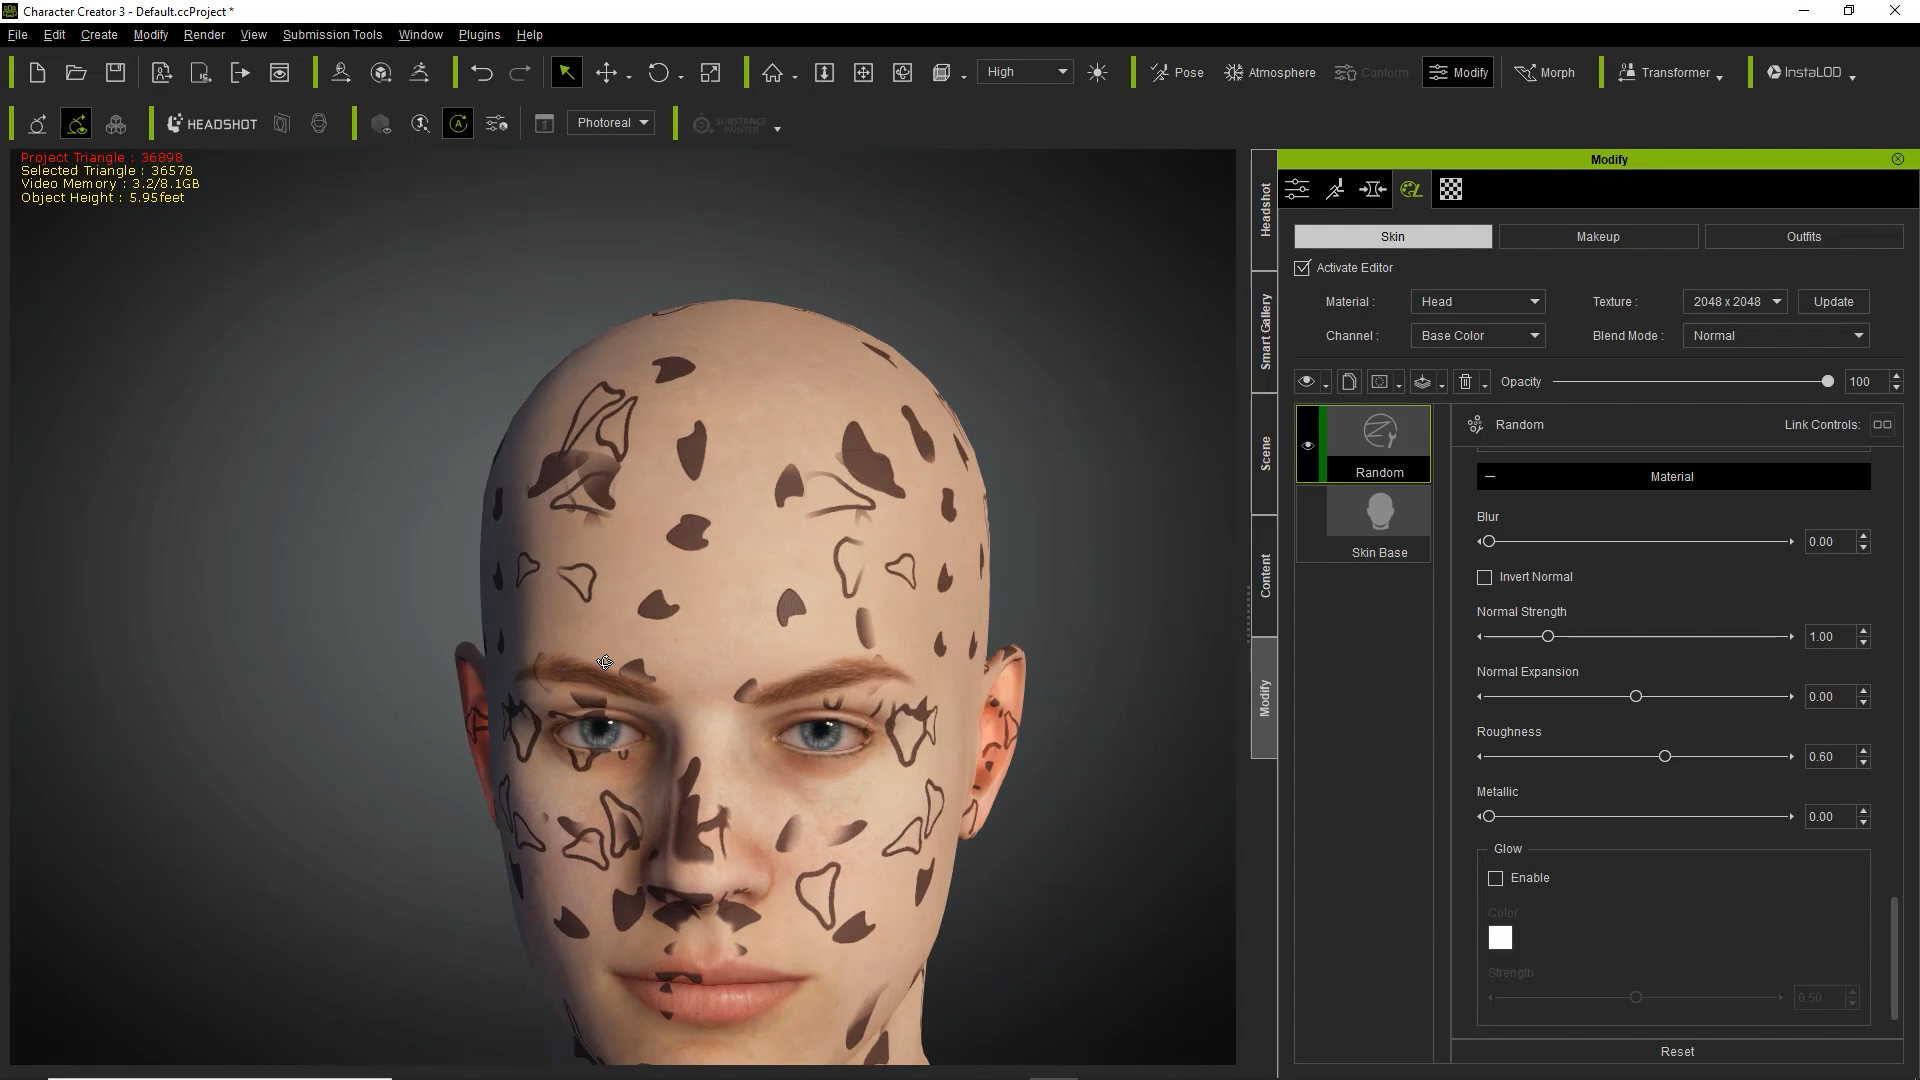 Character Creator 3 - Default.ccProject *
File Edit Create Modify Render View Submission Tools Window Plugins Help
High Pose Atmosphere Conform Modify Morph Transformer InstaLOD
HEADSHOT Photoreal SUBSTANCE PAINTER
Project Triangle : 36898
Selected Triangle : 36578
Video Memory : 3.2/8.1GB
Object Height : 5.95feet
Headshot
Smart Gallery
Scene
Content
Modify
Modify
Skin Makeup Outfits
Activate Editor
Material : Head Texture : 2048 x 2048 Update
Channel : Base Color Blend Mode : Normal
Opacity 100
Random
Skin Base
Random Link Controls:
Material
Blur
0.00
Invert Normal
Normal Strength
1.00
Normal Expansion
0.00
Roughness
0.60
Metallic
0.00
Glow
Enable
Color
Strength
0.50
Reset